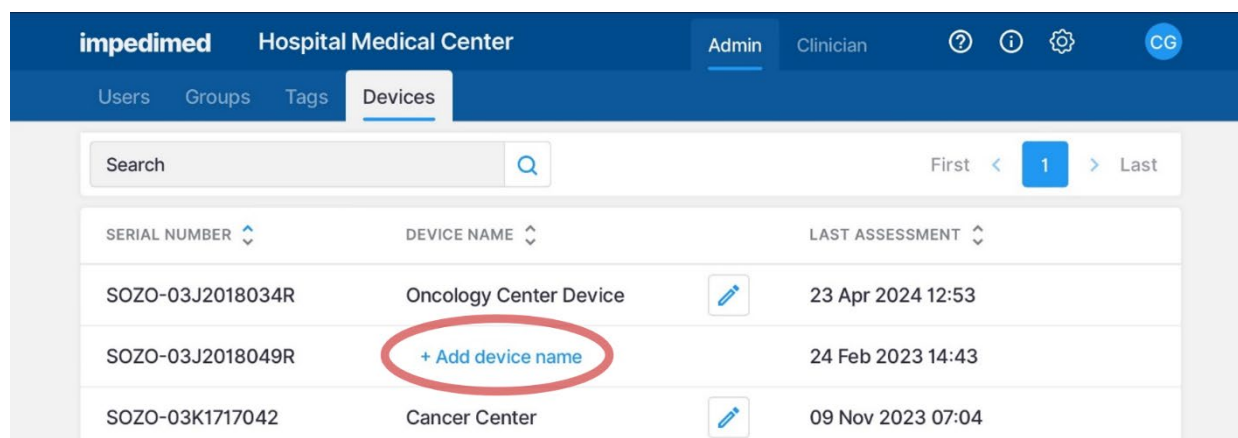 impedimed Hospital Medical Center Admin Clinician ? i CG
Users Groups Tags Devices
Search First < 1 > Last
SERIAL NUMBER DEVICE NAME LAST ASSESSMENT
SOZO-03J2018034R Oncology Center Device 23 Apr 2024 12:53
SOZO-03J2018049R + Add device name 24 Feb 2023 14:43
SOZO-03K1717042 Cancer Center 09 Nov 2023 07:04